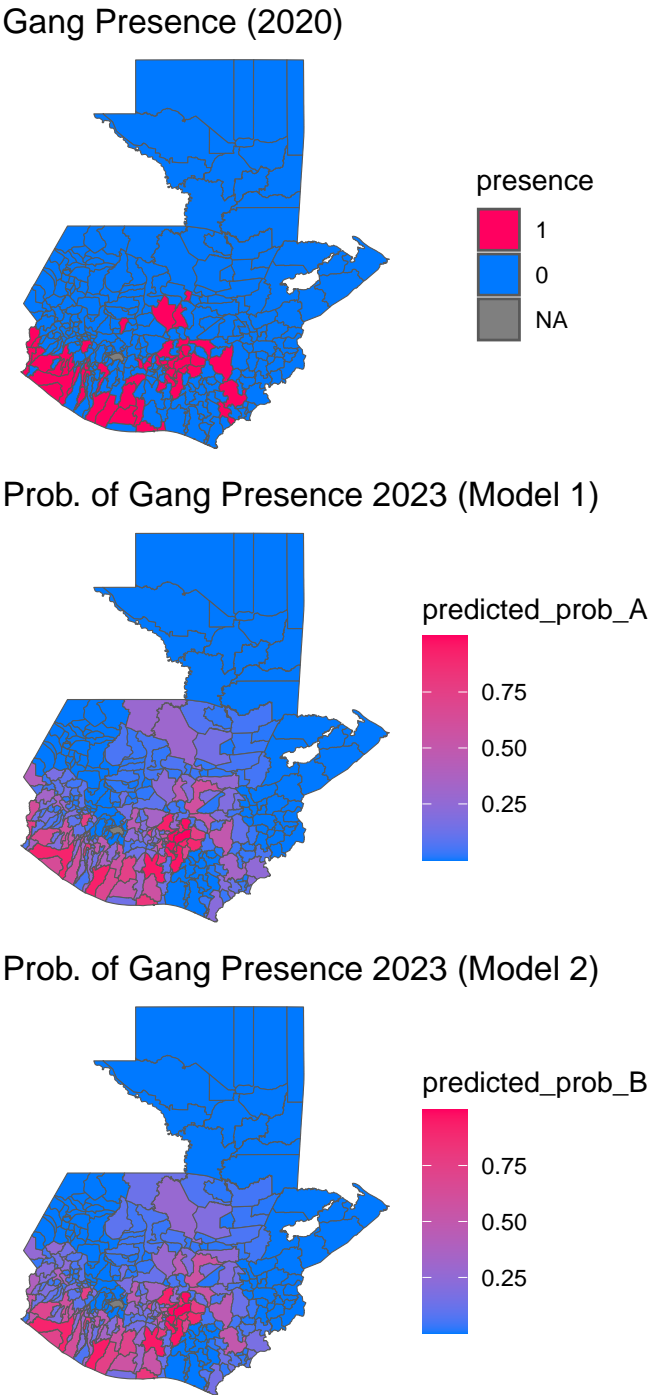 Gang Presence (2020)
presence
1
0
NA
Prob. of Gang Presence 2023 (Model 1)
predicted_prob_A
0.75
0.50
0.25
Prob. of Gang Presence 2023 (Model 2)
predicted_prob_B
0.75
0.50
0.25